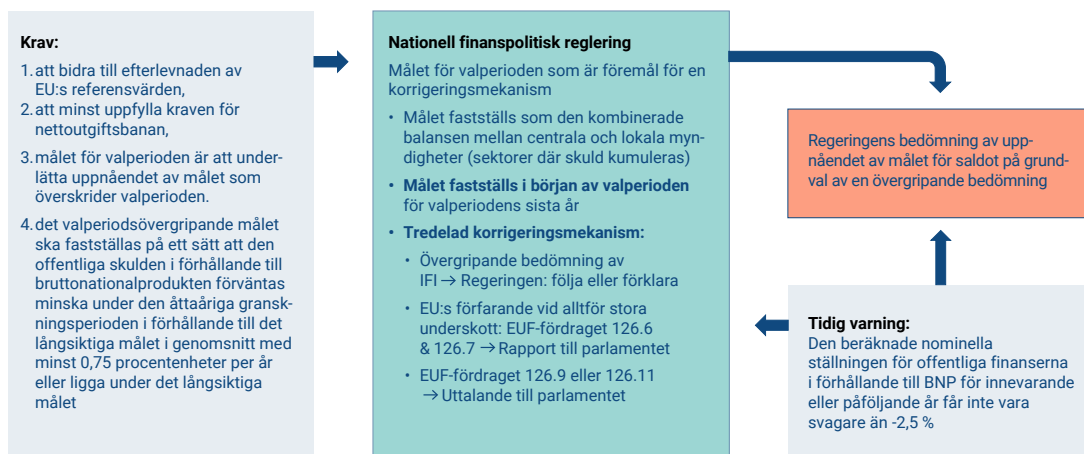 Krav:
1. att bidra till efterlevnaden av
EU:s referensvärden,
2. att minst uppfylla kraven för
nettoutgiftsbanan,
3. målet för valperioden är att under-
lätta uppnåendet av målet som
överskrider valperioden.
4. det valperiodsövergripande målet
ska fastställas på ett sätt att den
offentliga skulden i förhållande till
bruttonationalprodukten förväntas
minska under den åttaåriga gransk-
ningsperioden i förhållande till det
långsiktiga målet i genomsnitt med
minst 0,75 procentenheter per år
eller ligga under det långsiktiga
målet
Nationell finanspolitisk reglering
Målet för valperioden som är föremål för en
korrigeringsmekanism
• Målet fastställs som den kombinerade
balansen mellan centrala och lokala myn-
digheter (sektorer där skuld kumuleras)
• Målet fastställs i början av valperioden
för valperiodens sista år
• Tredelad korrigeringsmekanism:
• Övergripande bedömning av
IFI → Regeringen: följa eller förklara
• EU:s förfarande vid alltför stora
underskott: EUF-fördraget 126.6
& 126.7 → Rapport till parlamentet
• EUF-fördraget 126.9 eller 126.11
→ Uttalande till parlamentet
Regeringens bedömning av upp-
nåendet av målet för saldot på grund-
val av en övergripande bedömning
Tidig varning:
Den beräknade nominella
ställningen för offentliga finanserna
i förhållande till BNP för innevarande
eller påföljande år får inte vara
svagare än -2,5 %